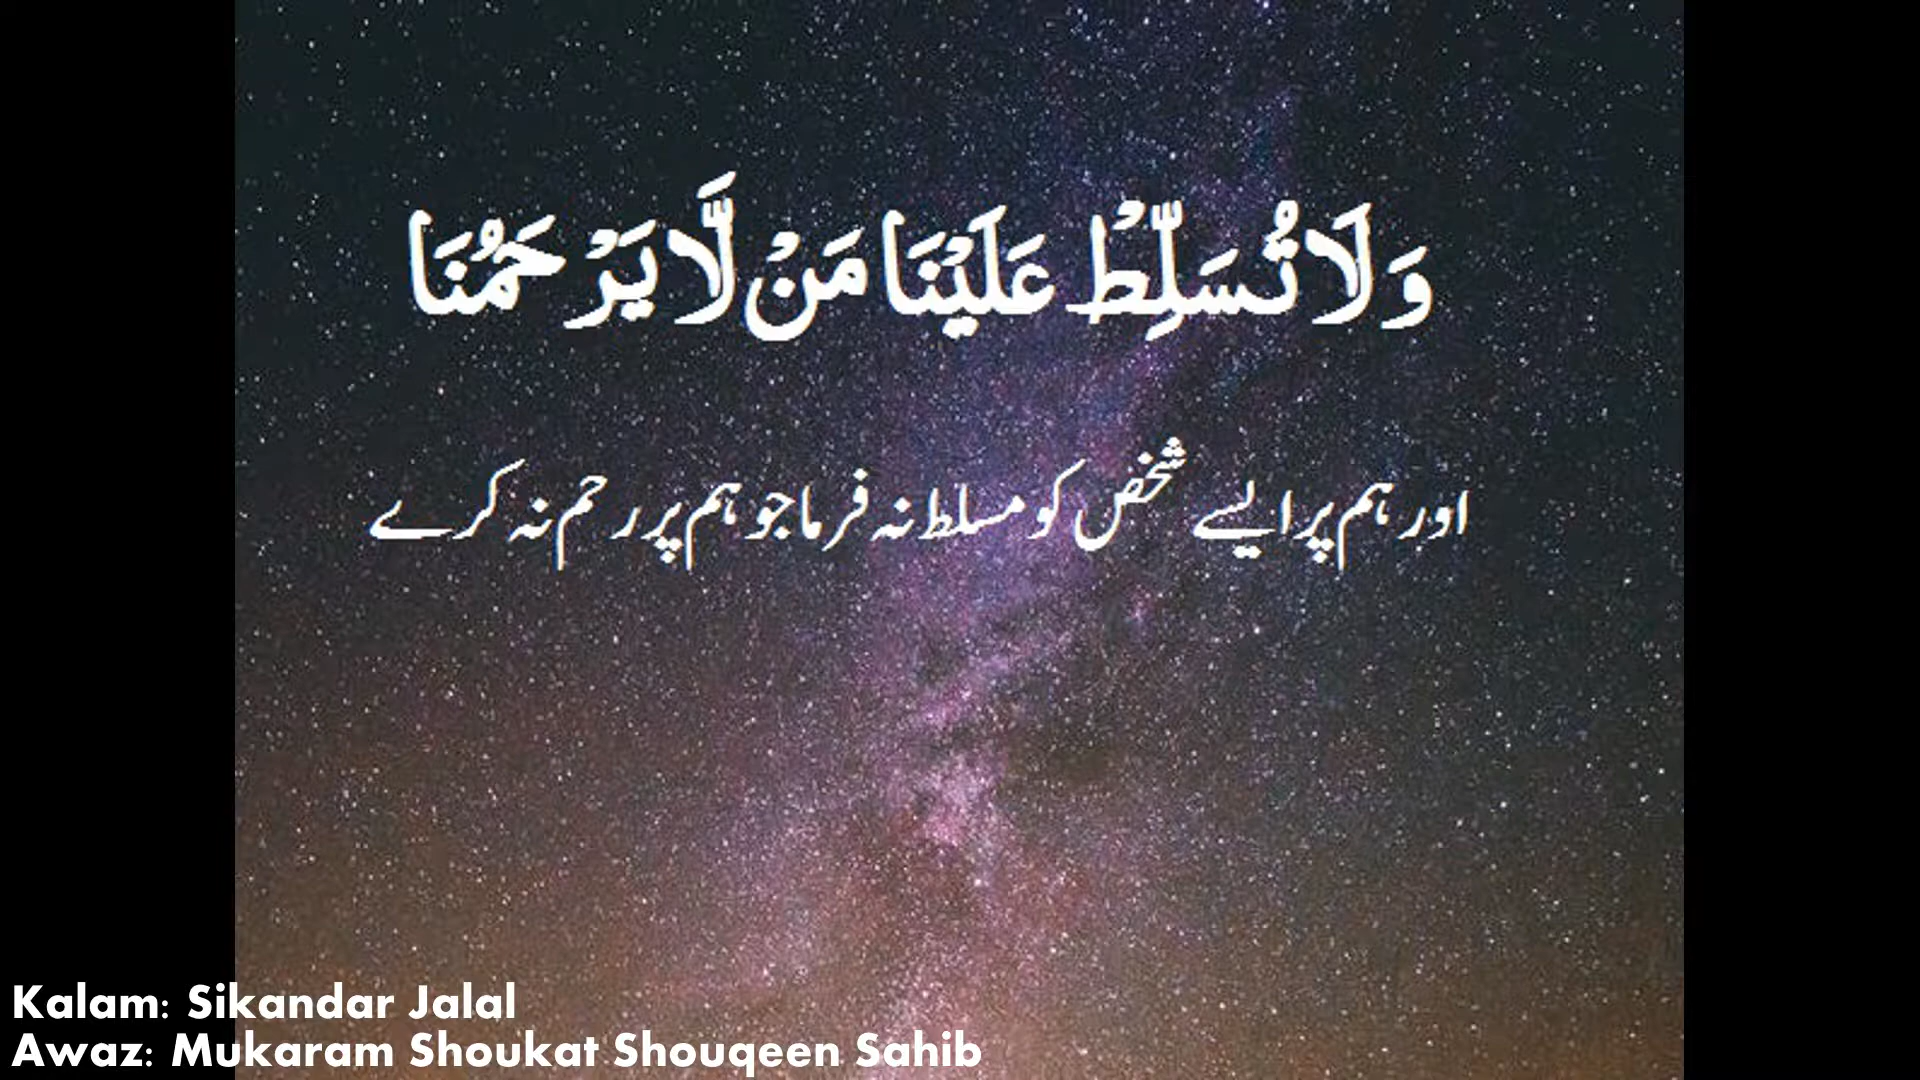 وَلَا تُسَلِّطْ عَلَيْنَا مَنْ لَّا يَرْحَمُنَا
اور ہم پر ایسے شخص کو مسلط نہ فرما جو ہم پر رحم نہ کرے
Kalam: Sikandar Jalal
Awaz: Mukaram Shoukat Shouqeen Sahib